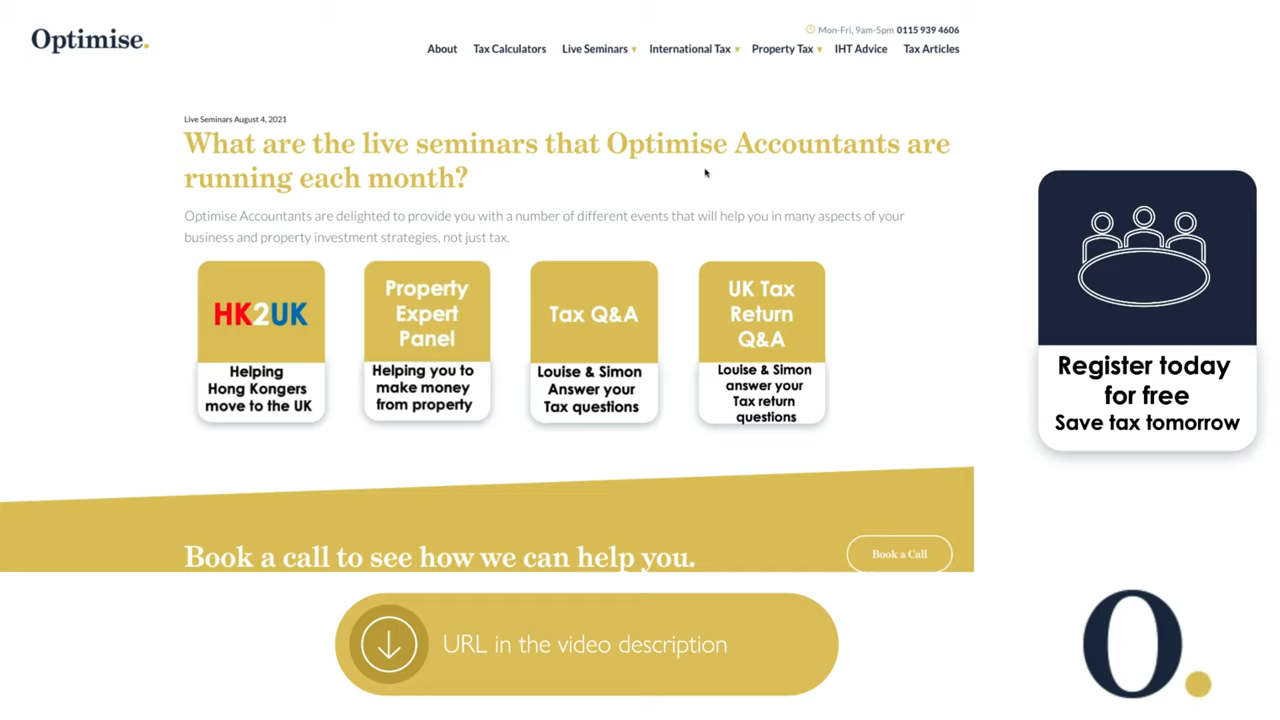 Optimise.
Mon-Fri, 9am-5pm 0115 939 4606
About Tax Calculators Live Seminars International Tax Property Tax IHT Advice Tax Articles
Live Seminars August 4, 2021
What are the live seminars that Optimise Accountants are
running each month?
Optimise Accountants are delighted to provide you with a number of different events that will help you in many aspects of your
business and property investment strategies, not just tax.
HK2UK
Helping
Hong Kongers
move to the UK
Property
Expert
Panel
Helping you to
make money
from property
Tax Q&A
Louise & Simon
Answer your
Tax questions
UK Tax
Return
Q&A
Louise & Simon
answer your
Tax return
questions
Register today
for free
Save tax tomorrow
Book a call to see how we can help you.
Book a Call
URL in the video description
O.